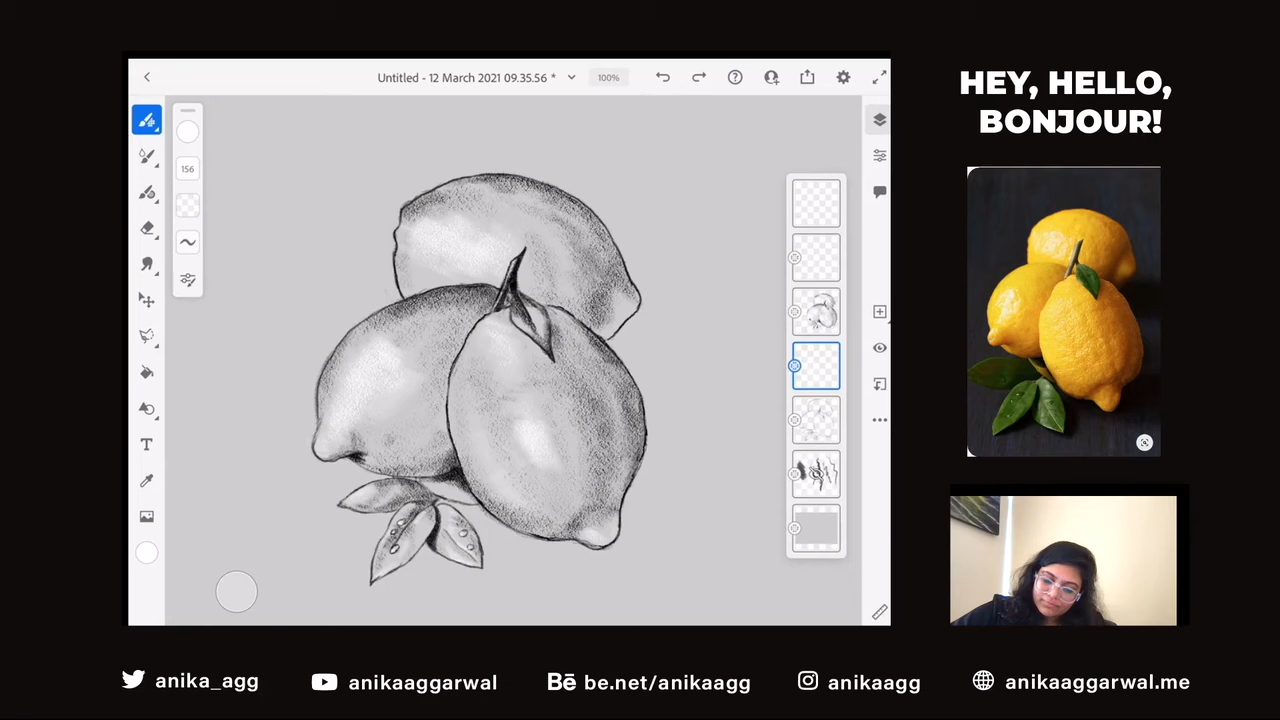 Untitled - 12 March 2021 09.35.56 *
100%
156
T
HEY, HELLO,
BONJOUR!
anika_agg
anikaaggarwal
Bē be.net/anikaagg
anikaagg
anikaaggarwal.me